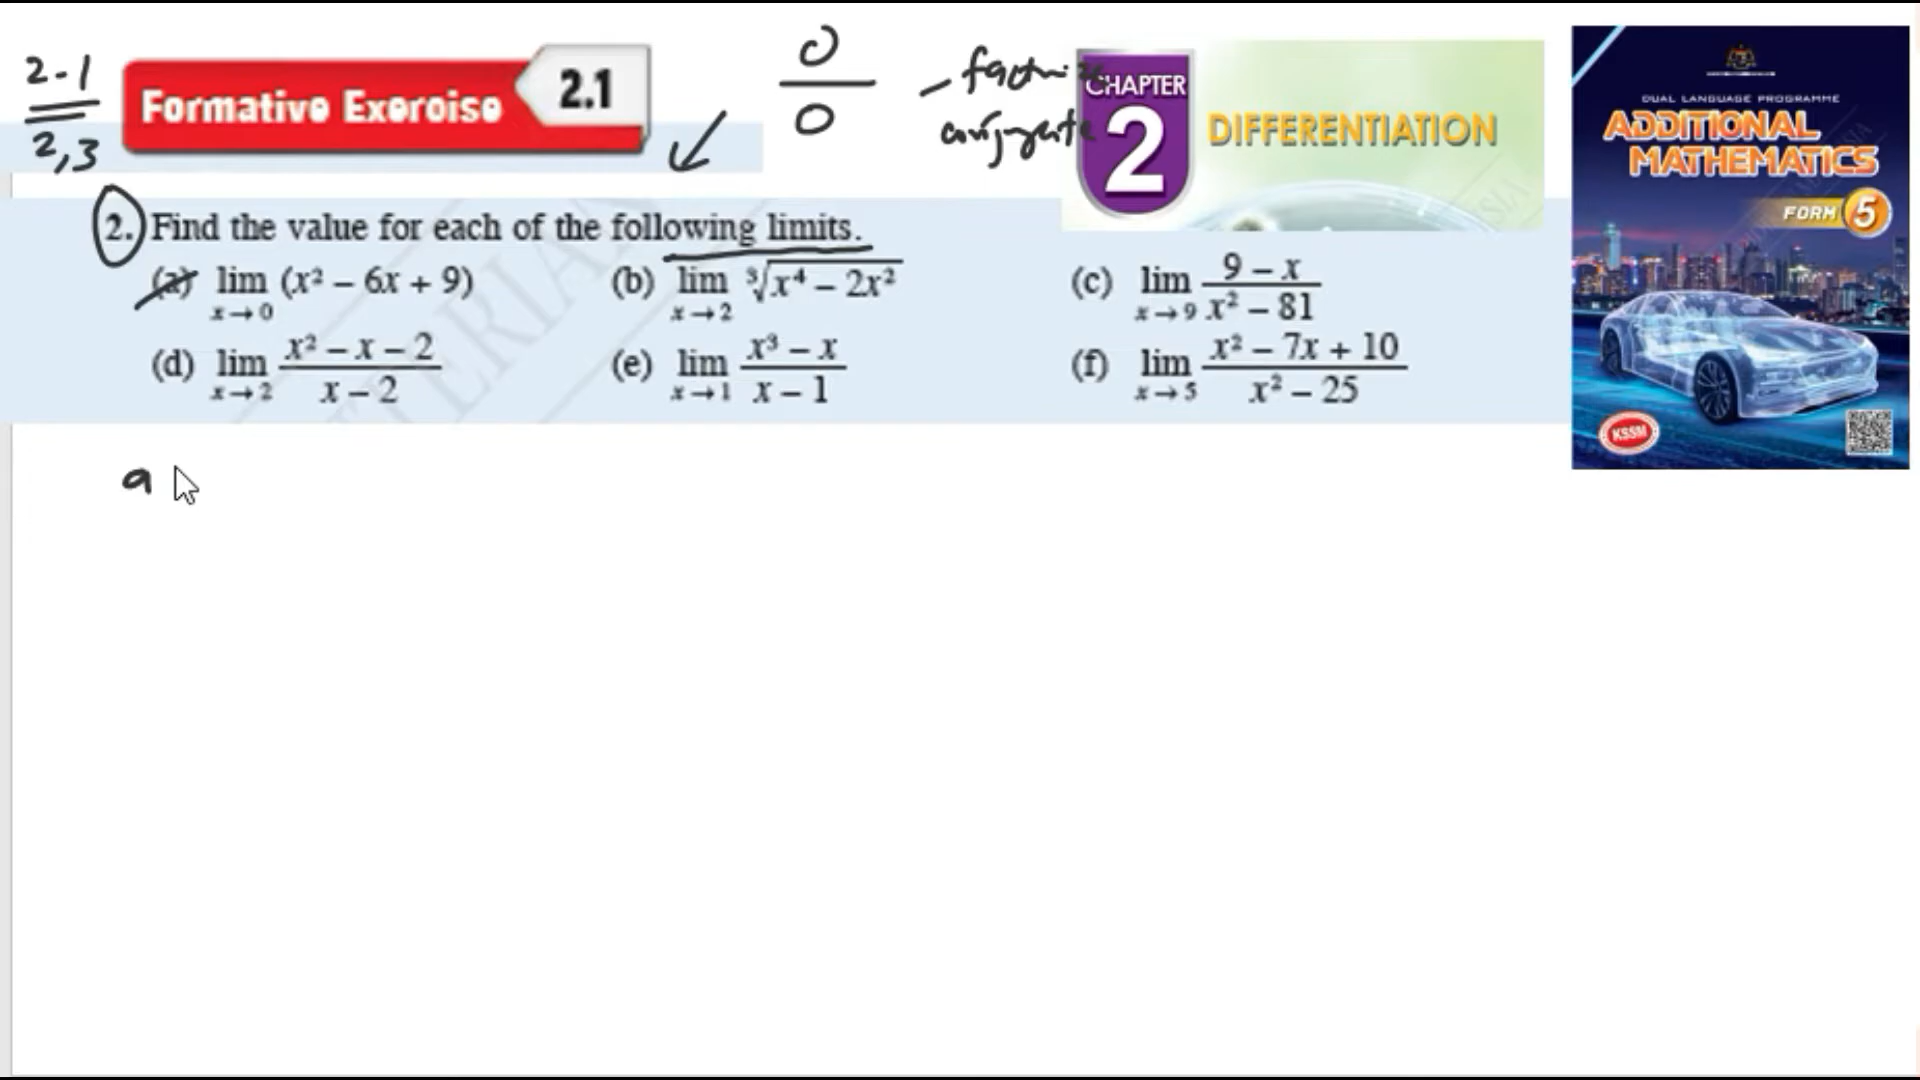 2-1
2,3
Formative Exercise 2.1
0
0
- factorize
conjugate
CHAPTER
2
DIFFERENTIATION
DUAL LANGUAGE PROGRAMME
ADDITIONAL
MATHEMATICS
FORM 5
KSSM
2. Find the value for each of the following limits.
(a) lim x→0 (x² – 6x + 9) (b) lim x→2 ³√(x⁴ – 2x²) (c) lim x→9 (9 – x)/(x² – 81)
(d) lim x→2 (x² – x – 2)/(x – 2) (e) lim x→1 (x³ – x)/(x – 1) (f) lim x→5 (x² – 7x + 10)/(x² – 25)
a